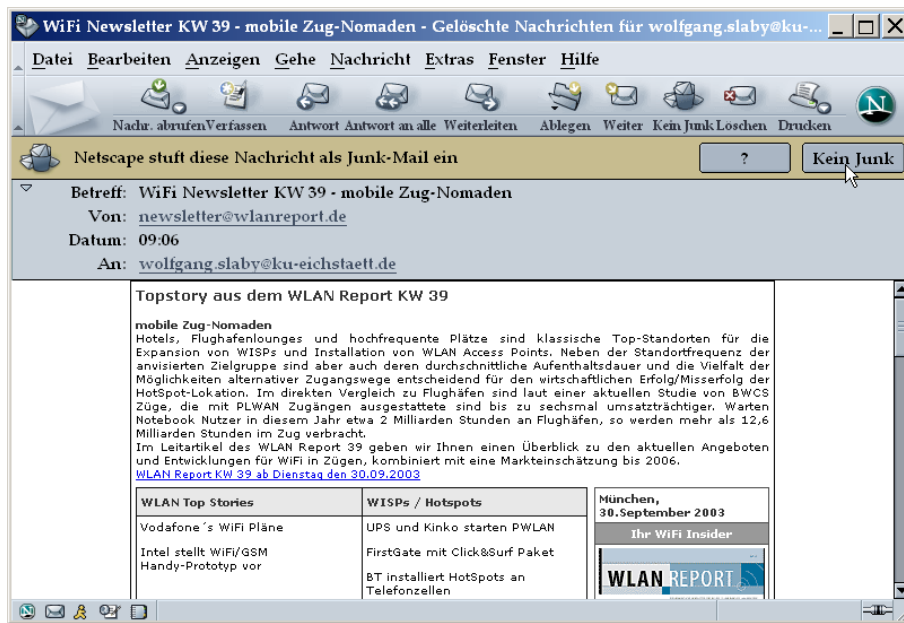 WiFi Newsletter KW 39 - mobile Zug-Nomaden - Gelöschte Nachrichten für wolfgang.slaby@ku-...
Datei Bearbeiten Anzeigen Gehe Nachricht Extras Fenster Hilfe
Nachr. abrufen Verfassen Antwort Antwort an alle Weiterleiten Ablegen Weiter Kein Junk Löschen Drucken
N
Netscape stuft diese Nachricht als Junk-Mail ein ? Kein Junk
Betreff: WiFi Newsletter KW 39 - mobile Zug-Nomaden
Von: newsletter@wlanreport.de
Datum: 09:06
An: wolfgang.slaby@ku-eichstaett.de
Topstory aus dem WLAN Report KW 39
mobile Zug-Nomaden
Hotels, Flughafenlounges und hochfrequente Plätze sind klassische Top-Standorten für die
Expansion von WISPs und Installation von WLAN Access Points. Neben der Standortfrequenz der
anvisierten Zielgruppe sind aber auch deren durchschnittliche Aufenthaltsdauer und die Vielfalt der
Möglichkeiten alternativer Zugangswege entscheidend für den wirtschaftlichen Erfolg/Misserfolg der
HotSpot-Lokation. Im direkten Vergleich zu Flughäfen sind laut einer aktuellen Studie von BWCS
Züge, die mit PLWAN Zugängen ausgestattete sind bis zu sechsmal umsatzträchtiger. Warten
Notebook Nutzer in diesem Jahr etwa 2 Milliarden Stunden an Flughäfen, so werden mehr als 12,6
Milliarden Stunden im Zug verbracht.
Im Leitartikel des WLAN Report 39 geben wir Ihnen einen Überblick zu den aktuellen Angeboten
und Entwicklungen für WiFi in Zügen, kombiniert mit eine Markteinschätzung bis 2006.
WLAN Report KW 39 ab Dienstag den 30.09.2003
WLAN Top Stories
Vodafone´s WiFi Pläne
Intel stellt WiFi/GSM
Handy-Prototyp vor
WISPs / Hotspots
UPS und Kinko starten PWLAN
FirstGate mit Click&Surf Paket
BT installiert HotSpots an
Telefonzellen
München,
30.September 2003
Ihr WiFi Insider
WLAN REPORT